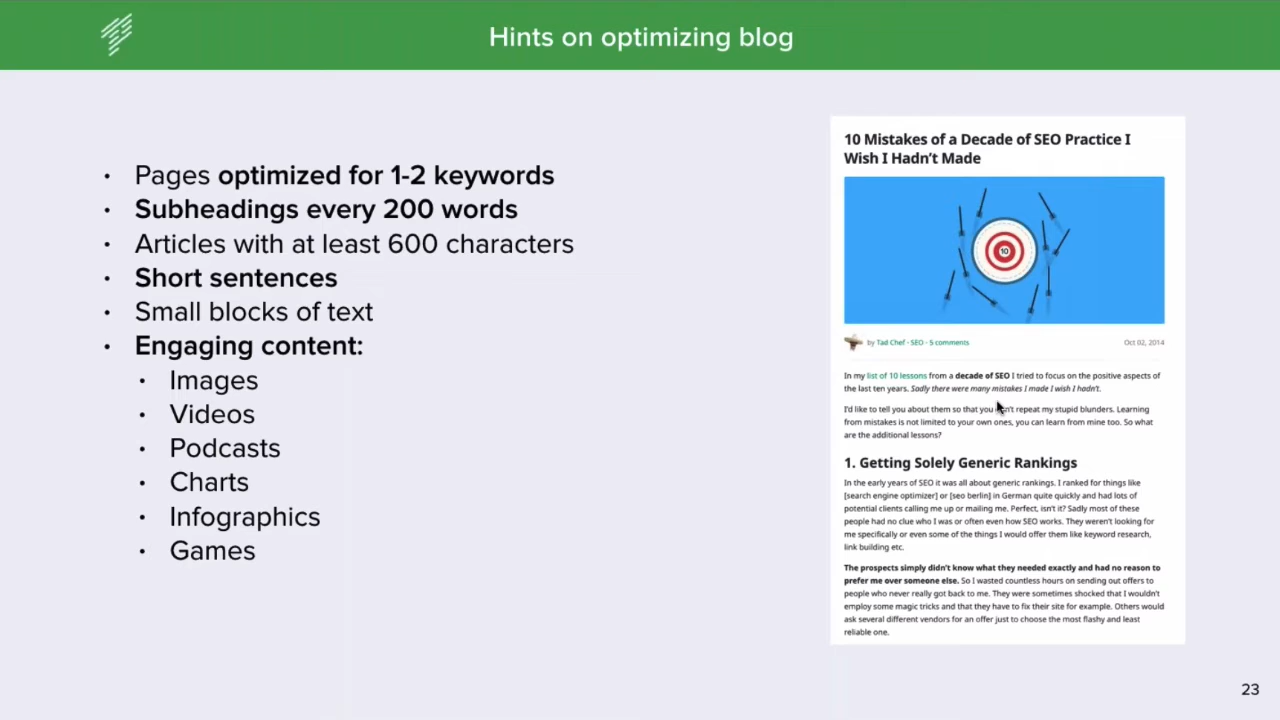 Hints on optimizing blog
• Pages optimized for 1-2 keywords
• Subheadings every 200 words
• Articles with at least 600 characters
• Short sentences
• Small blocks of text
• Engaging content:
• Images
• Videos
• Podcasts
• Charts
• Infographics
• Games
10 Mistakes of a Decade of SEO Practice I
Wish I Hadn't Made
10
by Tad Chef - SEO - 5 comments
Oct 02, 2014
In my list of 10 lessons from a decade of SEO I tried to focus on the positive aspects of
the last ten years. Sadly there were many mistakes I made I wish I hadn't.
I'd like to tell you about them so that you repeat my stupid blunders. Learning
from mistakes is not limited to your own ones, you can learn from mine too. So what
are the additional lessons?
1. Getting Solely Generic Rankings
In the early years of SEO it was all about generic rankings. I ranked for things like
[search engine optimizer] or [seo berlin] in German quite quickly and had lots of
potential clients calling me up or mailing me. Perfect, isn't it? Sadly most of these
people had no clue who I was or often even how SEO works. They weren't looking for
me specifically or even some of the things I would offer them like keyword research,
link building etc.
The prospects simply didn't know what they needed exactly and had no reason to
prefer me over someone else. So I wasted countless hours on sending out offers to
people who never really got back to me. They were sometimes shocked that I wouldn't
employ some magic tricks and that they have to fix their site for example. Others would
ask several different vendors for an offer just to choose the most flashy and least
reliable one.
23